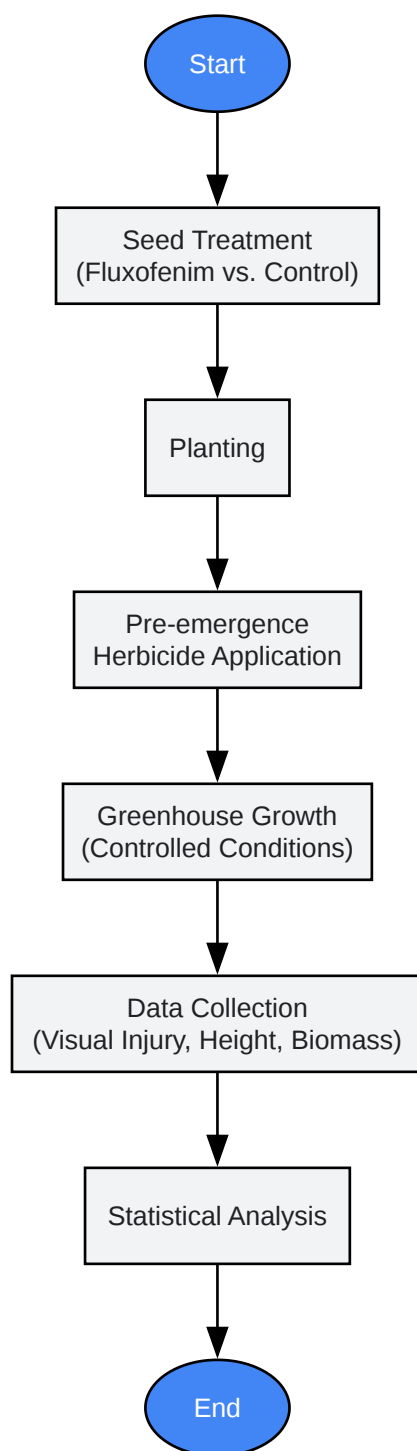 Start
Seed Treatment
(Fluxofenim vs. Control)
Planting
Pre-emergence
Herbicide Application
Greenhouse Growth
(Controlled Conditions)
Data Collection
(Visual Injury, Height, Biomass)
Statistical Analysis
End